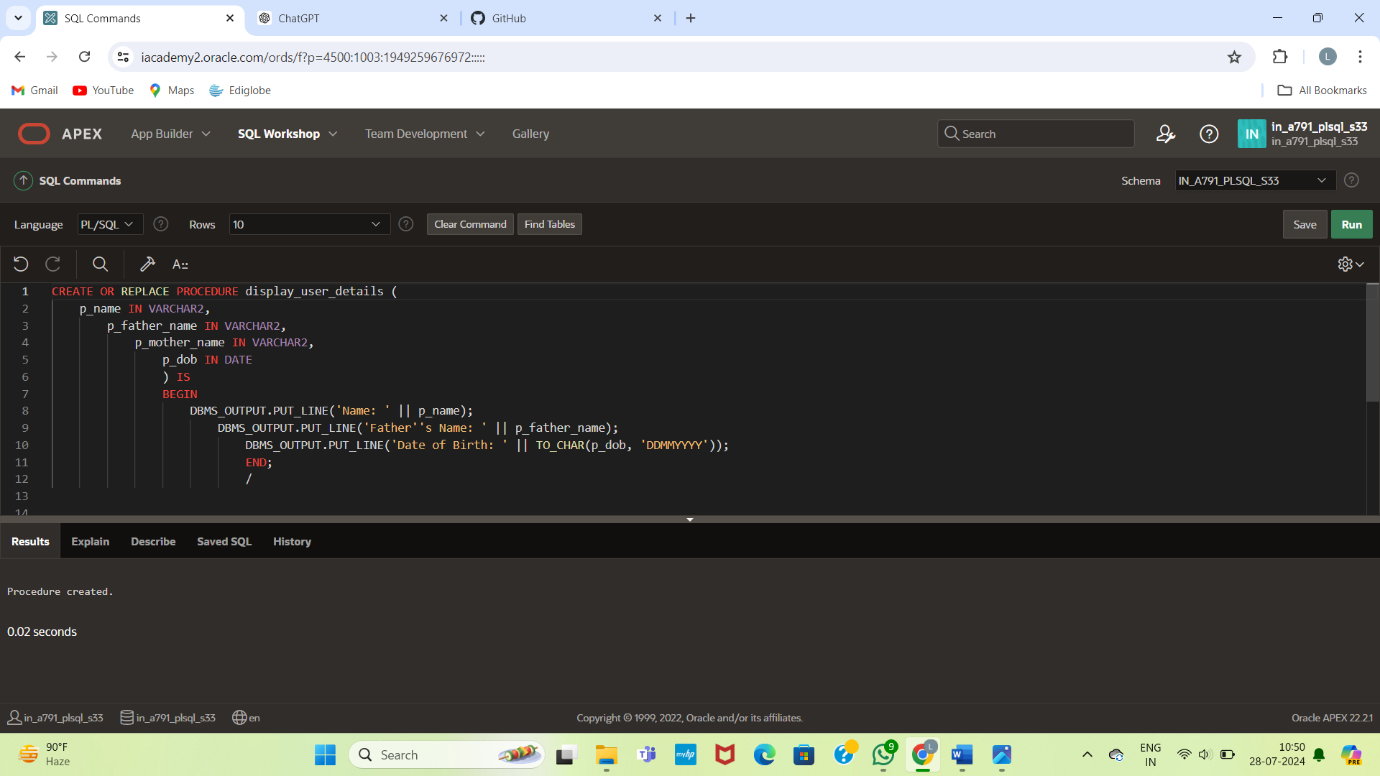 SQL Commands
ChatGPT
GitHub
iacademy2.oracle.com/ords/f?p=4500:1003:1949259676972:::::
L
Gmail
YouTube
Maps
Ediglobe
All Bookmarks
APEX
App Builder
SQL Workshop
Team Development
Gallery
Search
IN
in_a791_plsql_s33
in_a791_plsql_s33
SQL Commands
Schema
IN_A791_PLSQL_S33
Language
PL/SQL
Rows
10
Clear Command
Find Tables
Save
Run
A::
1 CREATE OR REPLACE PROCEDURE display_user_details (
2 p_name IN VARCHAR2,
3 p_father_name IN VARCHAR2,
4 p_mother_name IN VARCHAR2,
5 p_dob IN DATE
6 ) IS
7 BEGIN
8 DBMS_OUTPUT.PUT_LINE('Name: ' || p_name);
9 DBMS_OUTPUT.PUT_LINE('Father''s Name: ' || p_father_name);
10 DBMS_OUTPUT.PUT_LINE('Date of Birth: ' || TO_CHAR(p_dob, 'DDMMYYYY'));
11 END;
12 /
13
14
Results
Explain
Describe
Saved SQL
History
Procedure created.
0.02 seconds
in_a791_plsql_s33
in_a791_plsql_s33
en
Copyright © 1999, 2022, Oracle and/or its affiliates.
Oracle APEX 22.2.1
90°F
Haze
Search
myhp
9
L
W
ENG
IN
10:50
28-07-2024
PRE